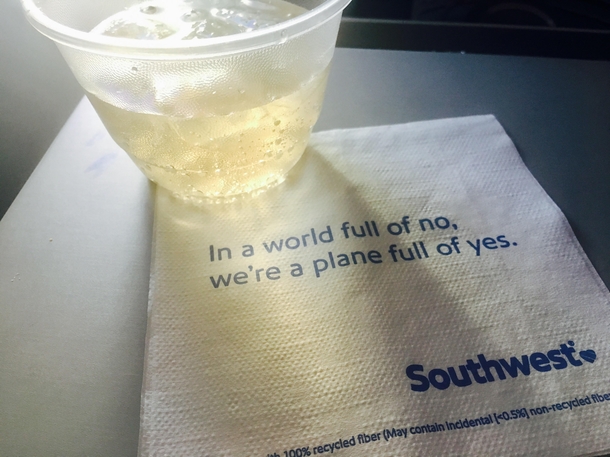 In a world full of no,
we're a plane full of yes.
Southwest
100% recycled fiber (May contain Incidental [<0.5%] non-recycled fiber